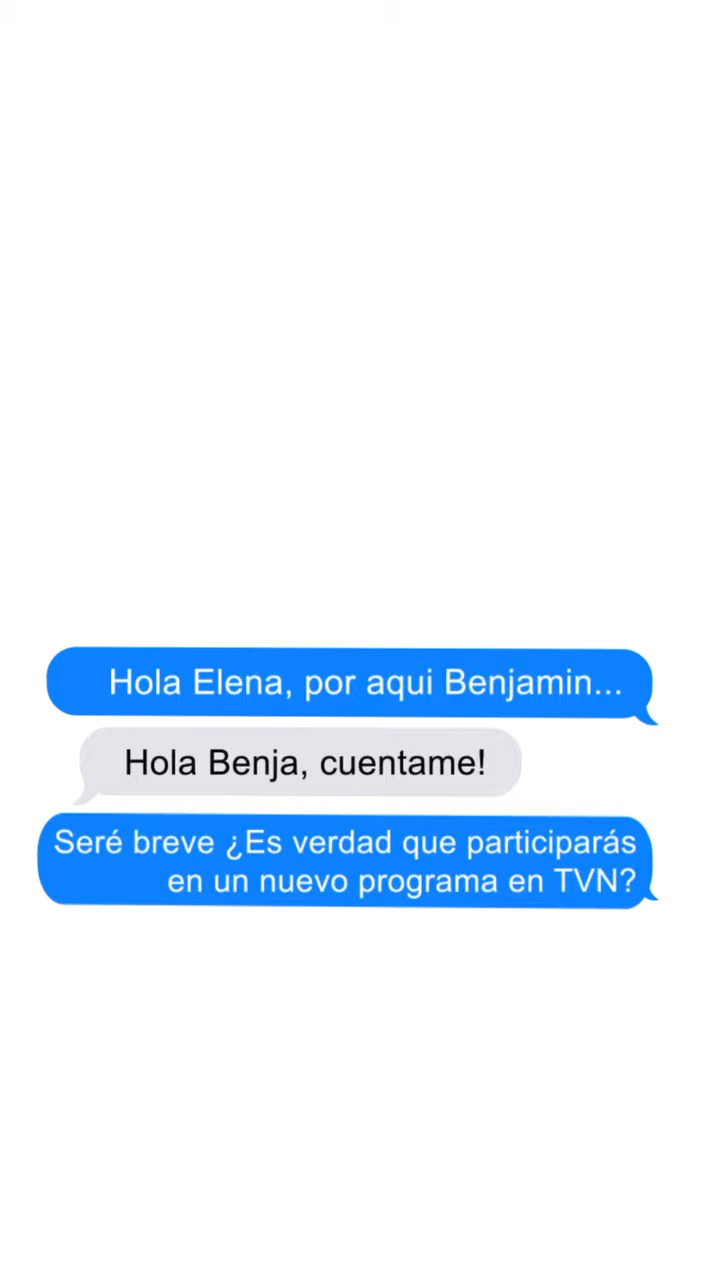 Hola Elena, por aqui Benjamin...
Hola Benja, cuentame!
Seré breve ¿Es verdad que participarás
en un nuevo programa en TVN?